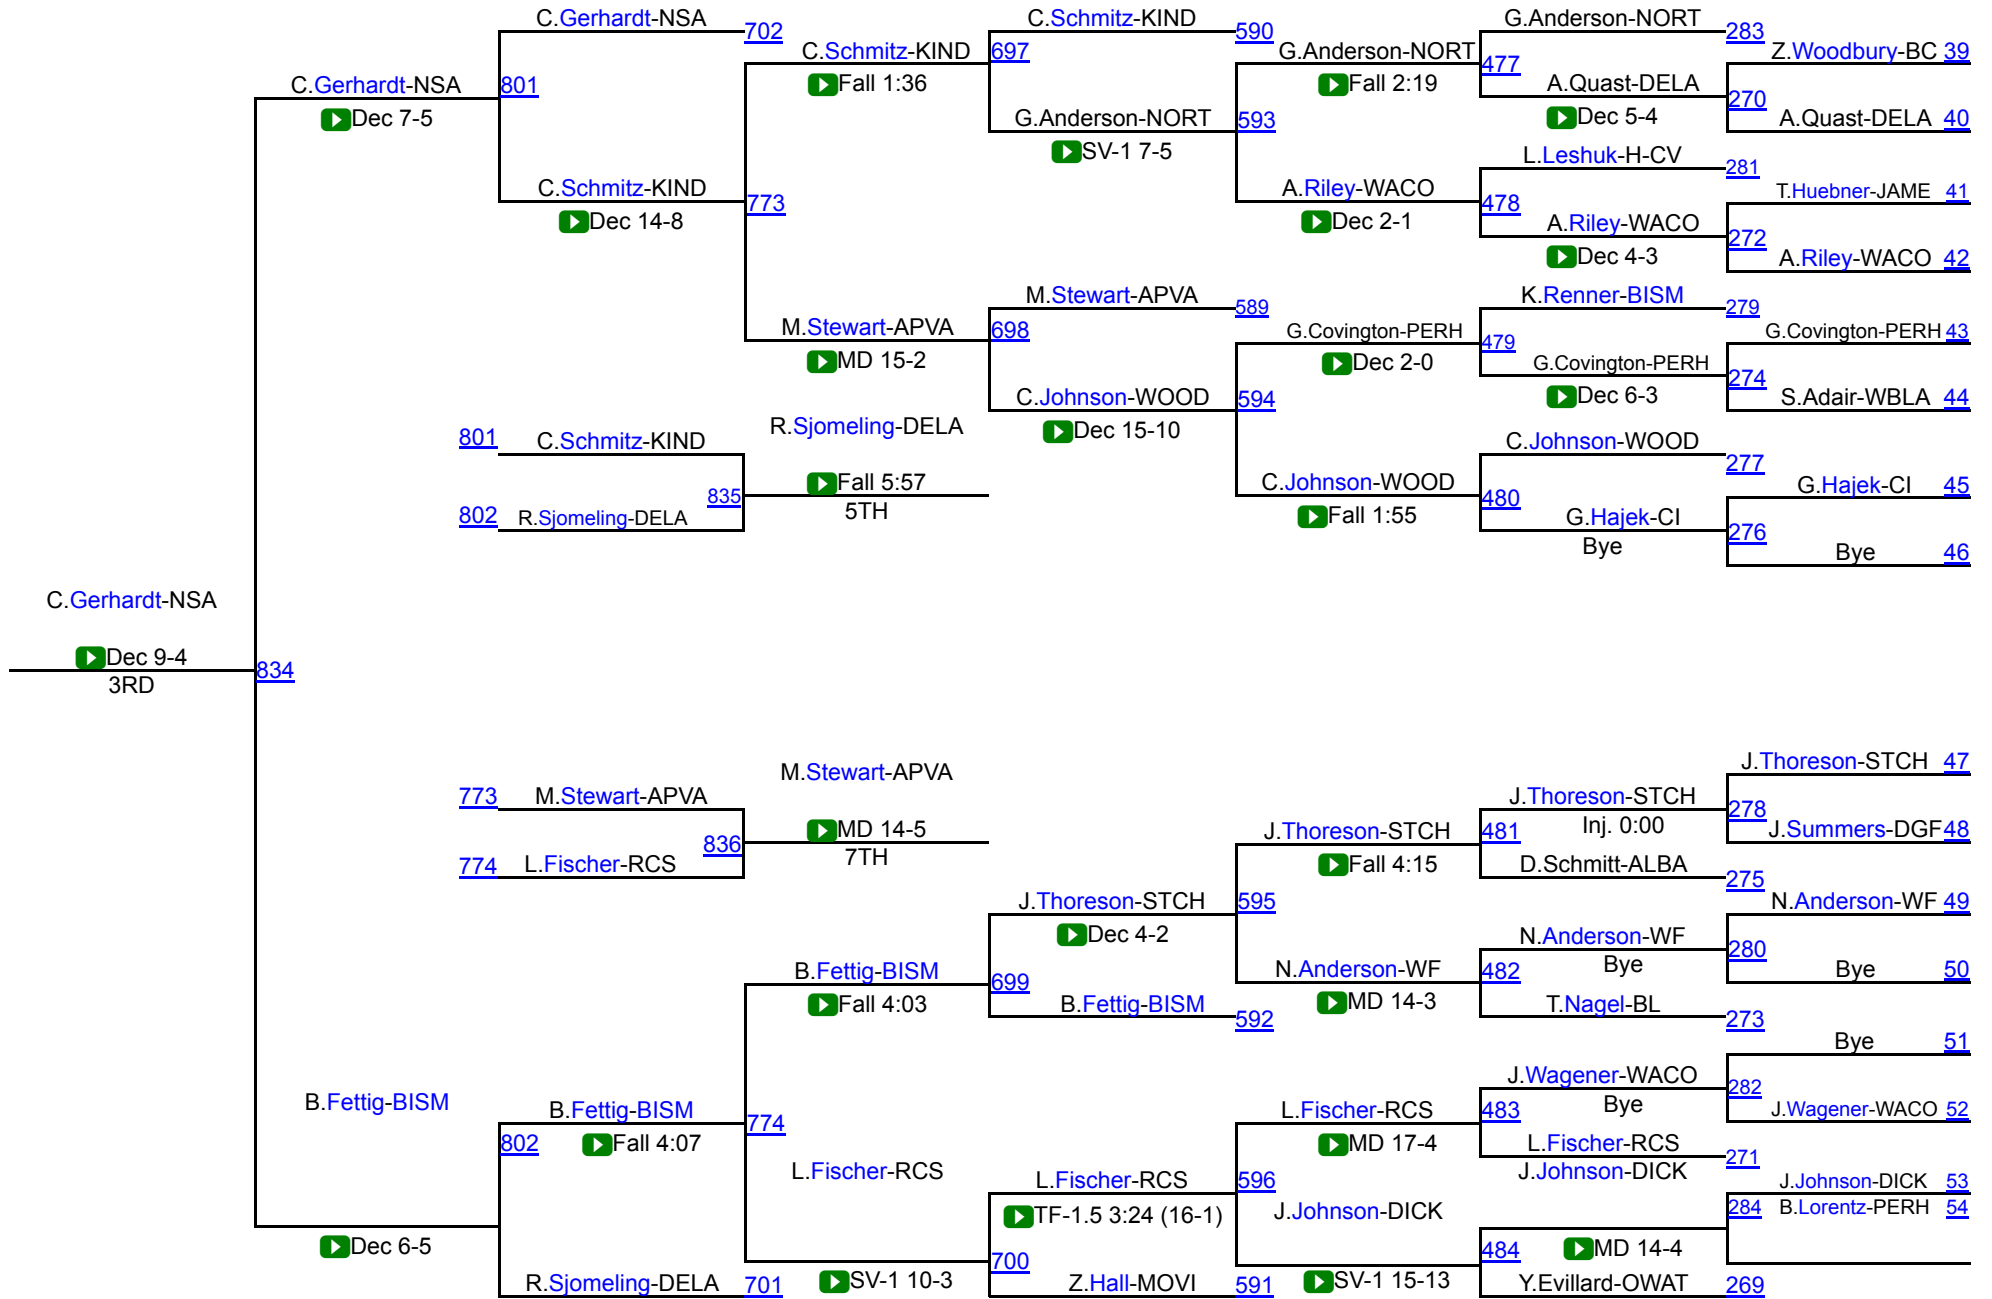 C.Gerhardt-NSA
702
C.Schmitz-KIND
590
G.Anderson-NORT
283
C.Schmitz-KIND
697
G.Anderson-NORT
477
Z.Woodbury-BC 39
C.Gerhardt-NSA
801
Fall 1:36
Fall 2:19
A.Quast-DELA
270
Dec 7-5
G.Anderson-NORT
593
Dec 5-4
A.Quast-DELA 40
SV-1 7-5
L.Leshuk-H-CV
281
C.Schmitz-KIND
773
A.Riley-WACO
478
T.Huebner-JAME 41
Dec 14-8
Dec 2-1
A.Riley-WACO
272
Dec 4-3
A.Riley-WACO 42
M.Stewart-APVA
589
K.Renner-BISM
279
M.Stewart-APVA
698
G.Covington-PERH
479
G.Covington-PERH 43
MD 15-2
Dec 2-0
G.Covington-PERH
274
C.Johnson-WOOD
594
Dec 6-3
S.Adair-WBLA 44
R.Sjomeling-DELA
Dec 15-10
801
C.Schmitz-KIND
C.Johnson-WOOD
277
Fall 5:57
C.Johnson-WOOD
480
G.Hajek-CI 45
835
5TH
802
R.Sjomeling-DELA
Fall 1:55
G.Hajek-CI
276
Bye
Bye 46
C.Gerhardt-NSA
Dec 9-4
834
3RD
M.Stewart-APVA
J.Thoreson-STCH 47
773
M.Stewart-APVA
J.Thoreson-STCH
278
MD 14-5
J.Thoreson-STCH
481
Inj. 0:00
J.Summers-DGF 48
836
7TH
774
L.Fischer-RCS
Fall 4:15
D.Schmitt-ALBA
275
J.Thoreson-STCH
595
N.Anderson-WF 49
Dec 4-2
N.Anderson-WF
280
B.Fettig-BISM
699
N.Anderson-WF
482
Bye
Bye 50
Fall 4:03
B.Fettig-BISM
592
MD 14-3
T.Nagel-BL
273
Bye 51
B.Fettig-BISM
B.Fettig-BISM
774
J.Wagener-WACO
282
802
Fall 4:07
L.Fischer-RCS
483
Bye
J.Wagener-WACO 52
MD 17-4
L.Fischer-RCS
271
L.Fischer-RCS
L.Fischer-RCS
596
J.Johnson-DICK
J.Johnson-DICK 53
TF-1.5 3:24 (16-1)
J.Johnson-DICK
284
B.Lorentz-PERH 54
Dec 6-5
700
484
MD 14-4
R.Sjomeling-DELA
701
SV-1 10-3
Z.Hall-MOVI
591
SV-1 15-13
Y.Evillard-OWAT
269